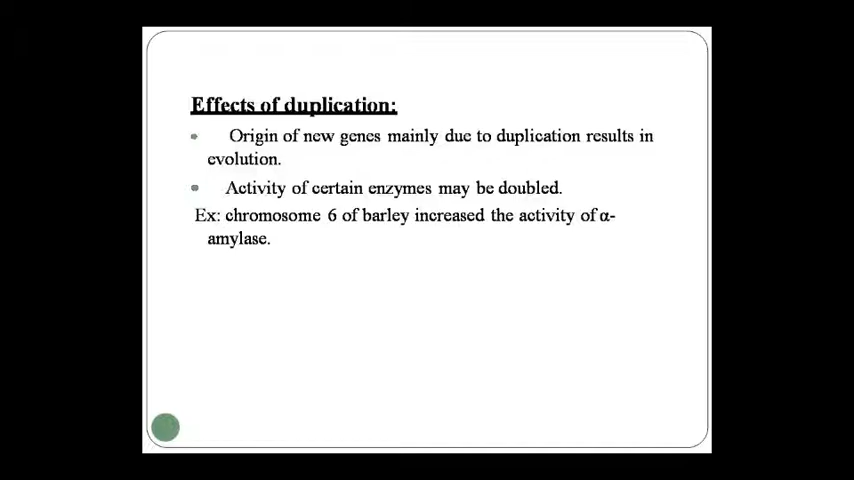 Effects of duplication:
Origin of new genes mainly due to duplication results in
evolution.
Activity of certain enzymes may be doubled.
Ex: chromosome 6 of barley increased the activity of α-
amylase.